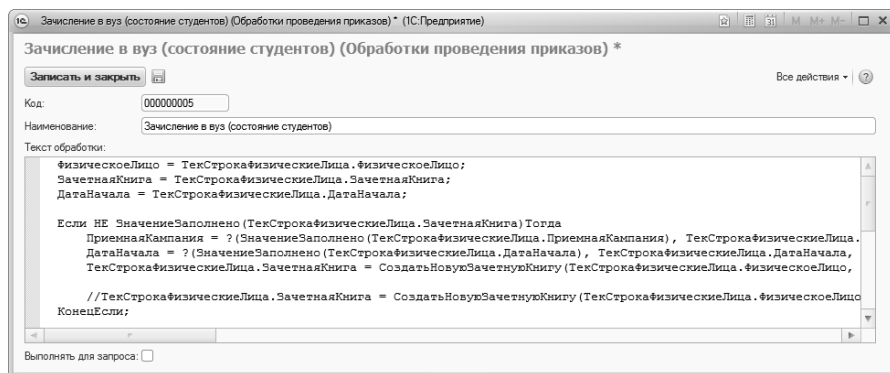 Зачисление в вуз (состояние студентов) (Обработки проведения приказов) * (1С:Предприятие) M M+ M-
Зачисление в вуз (состояние студентов) (Обработки проведения приказов) *
Записать и закрыть Все действия ?
Код: 000000005
Наименование: Зачисление в вуз (состояние студентов)
Текст обработки:
ФизическоеЛицо = ТекСтрокаФизическиеЛица.ФизическоеЛицо;
ЗачетнаяКнига = ТекСтрокаФизическиеЛица.ЗачетнаяКнига;
ДатаНачала = ТекСтрокаФизическиеЛица.ДатаНачала;
Если НЕ ЗначениеЗаполнено(ТекСтрокаФизическиеЛица.ЗачетнаяКнига)Тогда
ПриемнаяКампания = ?(ЗначениеЗаполнено(ТекСтрокаФизическиеЛица.ПриемнаяКампания), ТекСтрокаФизическиеЛица.
ДатаНачала = ?(ЗначениеЗаполнено(ТекСтрокаФизическиеЛица.ДатаНачала), ТекСтрокаФизическиеЛица.ДатаНачала,
ТекСтрокаФизическиеЛица.ЗачетнаяКнига = СоздатьНовуюЗачетнуюКнигу(ТекСтрокаФизическиеЛица.ФизическоеЛицо,
//ТекСтрокаФизическиеЛица.ЗачетнаяКнига = СоздатьНовуюЗачетнуюКнигу(ТекСтрокаФизическиеЛица.ФизическоеЛицо
КонецЕсли;
Выполнять для запроса: